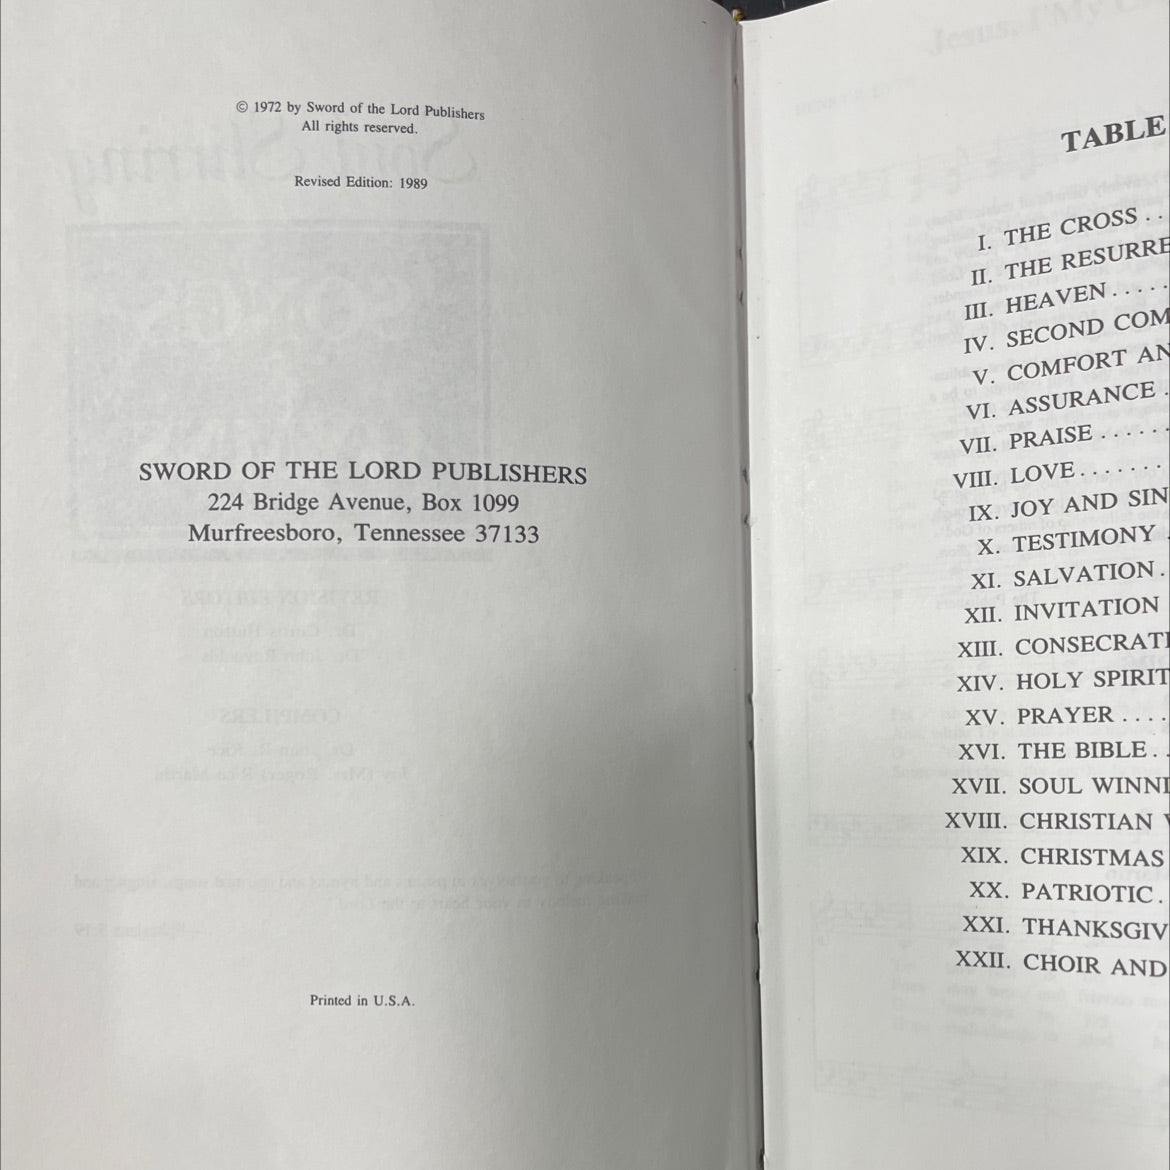 © 1972 by Sword of the Lord Publishers
All rights reserved.
Revised Edition: 1989
SWORD OF THE LORD PUBLISHERS
224 Bridge Avenue, Box 1099
Murfreesboro, Tennessee 37133
Printed in U.S.A.
TABLE
I. THE CROSS . .
II. THE RESURRE
III. HEAVEN . . . . .
IV. SECOND COM
V. COMFORT AN
VI. ASSURANCE .
VII. PRAISE . . . . . .
VIII. LOVE . . . . . . .
IX. JOY AND SIN
X. TESTIMONY .
XI. SALVATION .
XII. INVITATION
XIII. CONSECRATI
XIV. HOLY SPIRIT
XV. PRAYER . . . .
XVI. THE BIBLE . .
XVII. SOUL WINNI
XVIII. CHRISTIAN
XIX. CHRISTMAS
XX. PATRIOTIC .
XXI. THANKSGIV
XXII. CHOIR AND